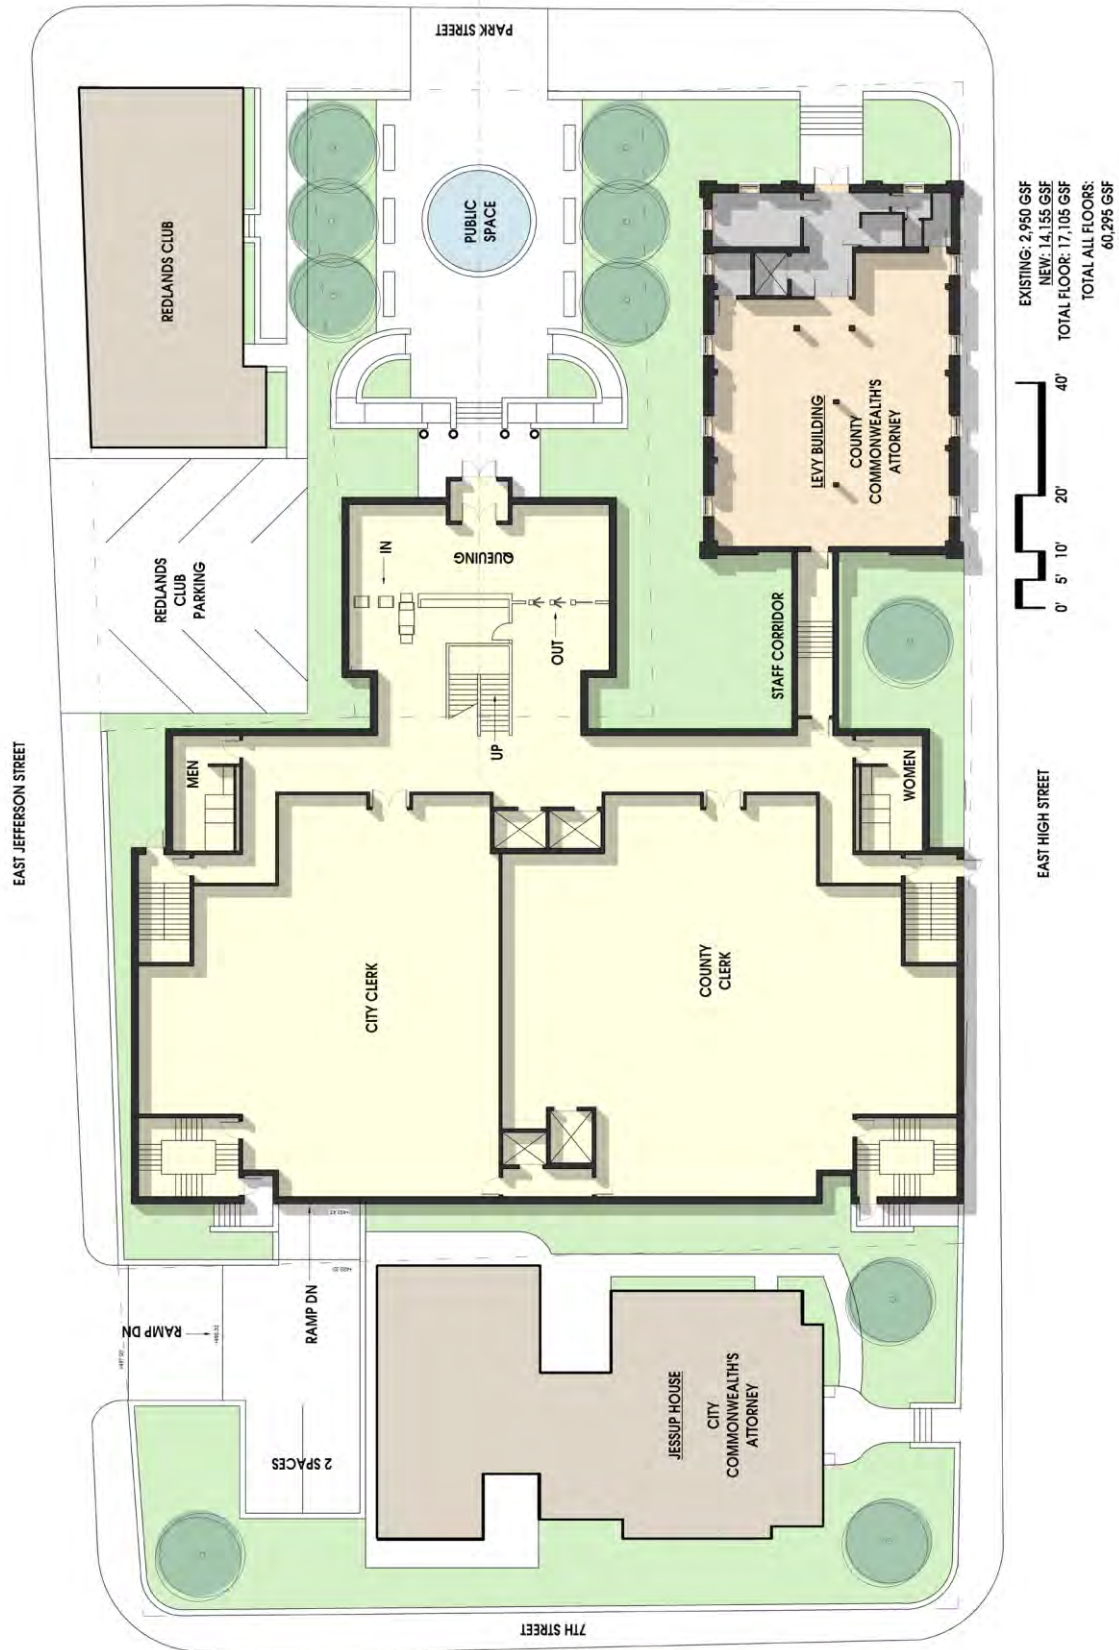 PARK STREET
REDLANDS CLUB
PUBLIC
SPACE
REDLANDS
CLUB
PARKING
IN
QUEUING
OUT
UP
LEVY BUILDING
COUNTY
COMMONWEALTH'S
ATTORNEY
STAFF CORRIDOR
EAST JEFFERSON STREET
MEN
WOMEN
EAST HIGH STREET
CITY CLERK
COUNTY
CLERK
RAMP DN
RAMP DN
2 SPACES
JESSUP HOUSE
CITY
COMMONWEALTH'S
ATTORNEY
7TH STREET
EXISTING: 2,950 GSF
NEW: 14,155 GSF
TOTAL FLOOR: 17,105 GSF
TOTAL ALL FLOORS:
60,295 GSF
0' 5' 10' 20' 40'